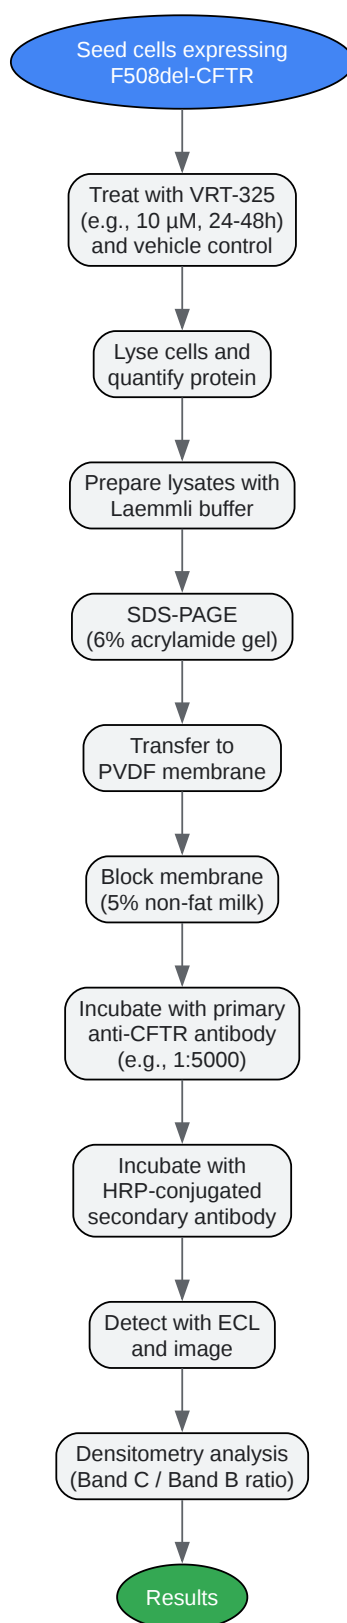 Seed cells expressing
F508del-CFTR
Treat with VRT-325
(e.g., 10 µM, 24-48h)
and vehicle control
Lyse cells and
quantify protein
Prepare lysates with
Laemmli buffer
SDS-PAGE
(6% acrylamide gel)
Transfer to
PVDF membrane
Block membrane
(5% non-fat milk)
Incubate with primary
anti-CFTR antibody
(e.g., 1:5000)
Incubate with
HRP-conjugated
secondary antibody
Detect with ECL
and image
Densitometry analysis
(Band C / Band B ratio)
Results